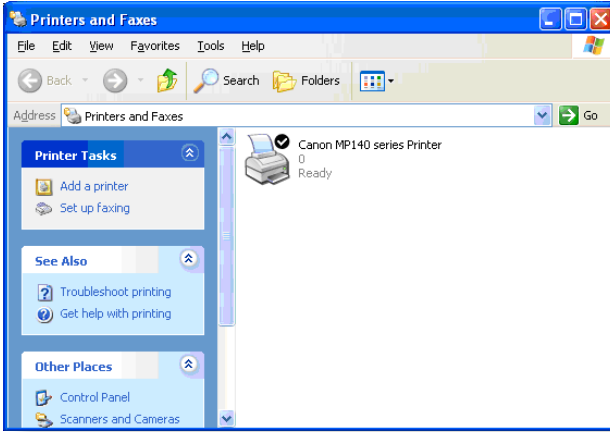 Printers and Faxes
File Edit View Favorites Tools Help
Back Search Folders
Address Printers and Faxes Go
Printer Tasks
Add a printer
Set up faxing
See Also
Troubleshoot printing
Get help with printing
Other Places
Control Panel
Scanners and Cameras
Canon MP140 series Printer
0
Ready